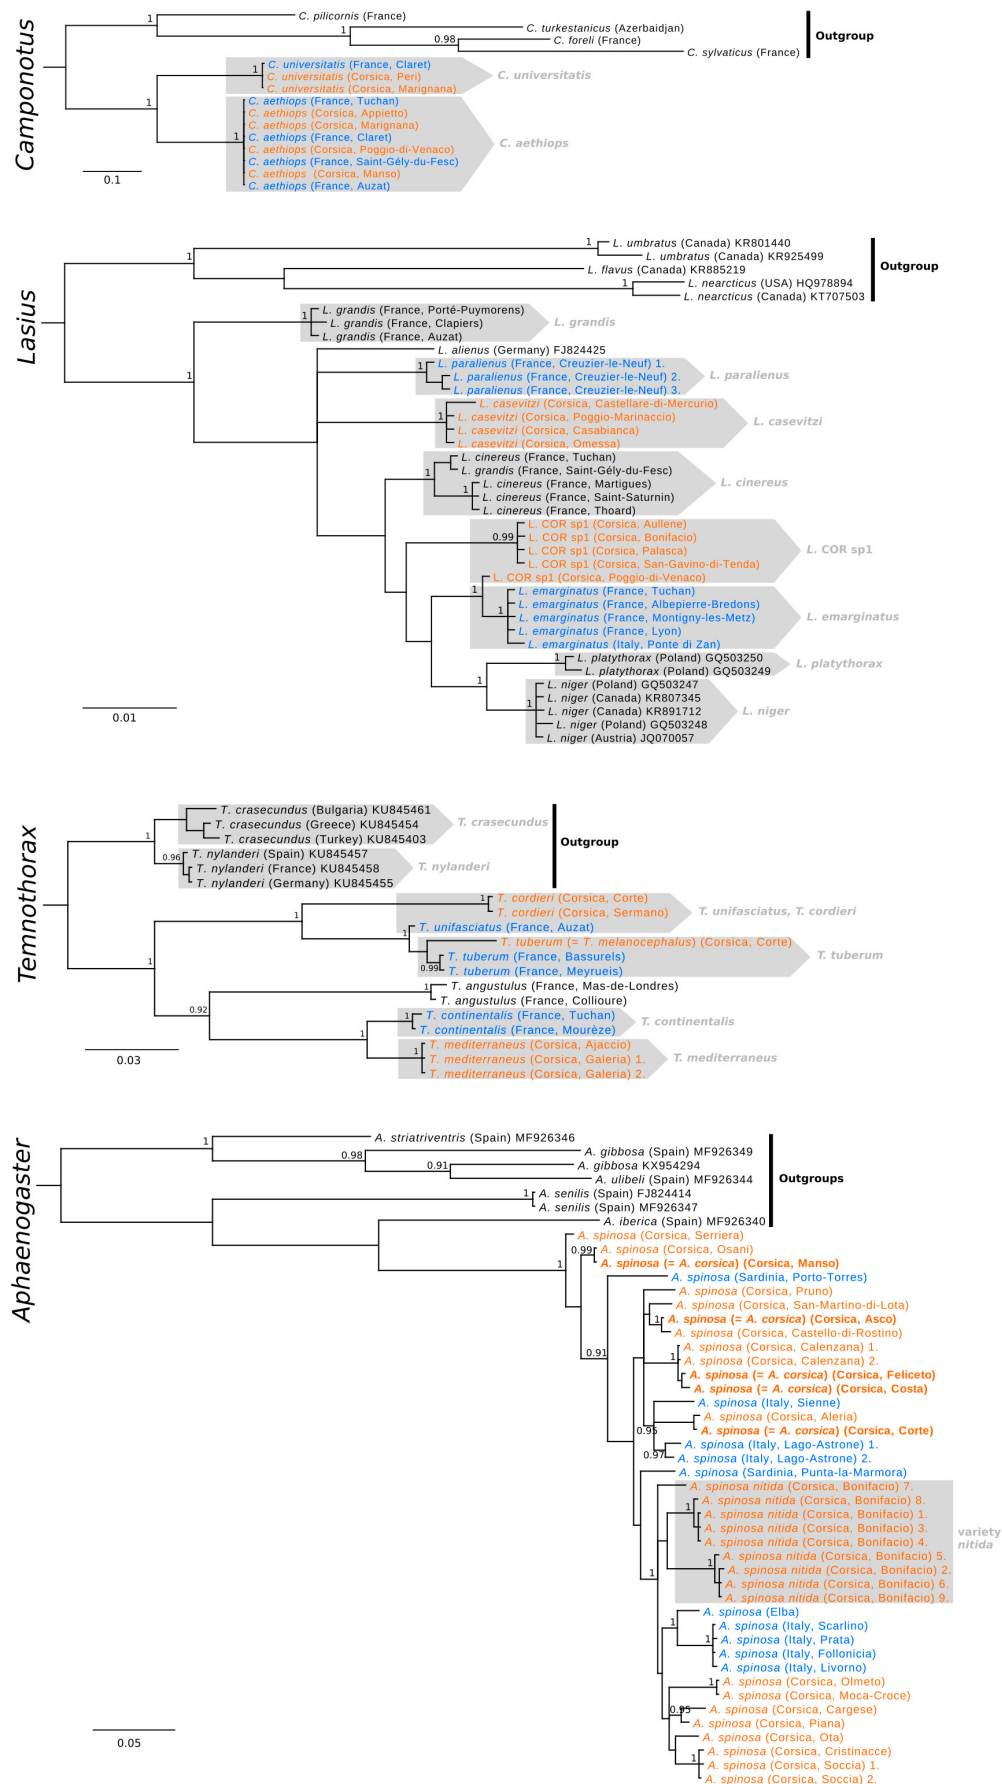 Camponotus
1
C. pilicornis (France)
1
C. turkestanicus (Azerbaidjan)
0.98
C. foreli (France)
C. sylvaticus (France)
Outgroup
1
1
C. universitatis (France, Claret)
C. universitatis (Corsica, Peri)
C. universitatis (Corsica, Marignana)
C. universitatis
C. aethiops (France, Tuchan)
C. aethiops (Corsica, Appietto)
C. aethiops (Corsica, Marignana)
1
C. aethiops (France, Claret)
C. aethiops (Corsica, Poggio-di-Venaco)
C. aethiops (France, Saint-Gély-du-Fesc)
C. aethiops (Corsica, Manso)
C. aethiops (France, Auzat)
C. aethiops
0.1
Lasius
1
1
L. umbratus (Canada) KR801440
L. umbratus (Canada) KR925499
L. flavus (Canada) KR885219
1
L. nearcticus (USA) HQ978894
L. nearcticus (Canada) KT707503
Outgroup
1
1
L. grandis (France, Porté-Puymorens)
L. grandis (France, Clapiers)
L. grandis (France, Auzat)
L. grandis
L. alienus (Germany) FJ824425
1
L. paralienus (France, Creuzier-le-Neuf) 1.
L. paralienus (France, Creuzier-le-Neuf) 2.
L. paralienus (France, Creuzier-le-Neuf) 3.
L. paralienus
1
L. casevitzi (Corsica, Castellare-di-Mercurio)
L. casevitzi (Corsica, Poggio-Marinaccio)
L. casevitzi (Corsica, Casabianca)
L. casevitzi (Corsica, Omessa)
L. casevitzi
1
L. cinereus (France, Tuchan)
L. grandis (France, Saint-Gély-du-Fesc)
1
L. cinereus (France, Martigues)
L. cinereus (France, Saint-Saturnin)
L. cinereus (France, Thoard)
L. cinereus
0.99
L. COR sp1 (Corsica, Aullene)
L. COR sp1 (Corsica, Bonifacio)
L. COR sp1 (Corsica, Palasca)
L. COR sp1 (Corsica, San-Gavino-di-Tenda)
L. COR sp1
L. COR sp1 (Corsica, Poggio-di-Venaco)
1
1
L. emarginatus (France, Tuchan)
L. emarginatus (France, Albepierre-Bredons)
L. emarginatus (France, Montigny-les-Metz)
L. emarginatus (France, Lyon)
L. emarginatus (Italy, Ponte di Zan)
L. emarginatus
1
1
L. platythorax (Poland) GQ503250
L. platythorax (Poland) GQ503249
L. platythorax
1
L. niger (Poland) GQ503247
L. niger (Canada) KR807345
L. niger (Canada) KR891712
L. niger (Poland) GQ503248
L. niger (Austria) JQ070057
L. niger
0.01
Temnothorax
1
T. crasecundus (Bulgaria) KU845461
T. crasecundus (Greece) KU845454
T. crasecundus (Turkey) KU845403
T. crasecundus
0.96
T. nylanderi (Spain) KU845457
T. nylanderi (France) KU845458
T. nylanderi (Germany) KU845455
T. nylanderi
Outgroup
1
1
1
T. cordieri (Corsica, Corte)
T. cordieri (Corsica, Sermano)
T. unifasciatus (France, Auzat)
T. unifasciatus, T. cordieri
1
T. tuberum (= T. melanocephalus) (Corsica, Corte)
0.99
T. tuberum (France, Bassurels)
T. tuberum (France, Meyrueis)
T. tuberum
0.92
1
T. angustulus (France, Mas-de-Londres)
T. angustulus (France, Collioure)
1
1
T. continentalis (France, Tuchan)
T. continentalis (France, Mourèze)
T. continentalis
1
T. mediterraneus (Corsica, Ajaccio)
T. mediterraneus (Corsica, Galeria) 1.
T. mediterraneus (Corsica, Galeria) 2.
T. mediterraneus
0.03
Aphaenogaster
1
A. striatriventris (Spain) MF926346
0.98
A. gibbosa (Spain) MF926349
0.91
A. gibbosa KX954294
A. ulibeli (Spain) MF926344
1
A. senilis (Spain) FJ824414
A. senilis (Spain) MF926347
A. iberica (Spain) MF926340
Outgroups
1
A. spinosa (Corsica, Serriera)
0.99
A. spinosa (Corsica, Osani)
A. spinosa (= A. corsica) (Corsica, Manso)
0.91
A. spinosa (Sardinia, Porto-Torres)
A. spinosa (Corsica, Pruno)
A. spinosa (Corsica, San-Martino-di-Lota)
1
A. spinosa (= A. corsica) (Corsica, Asco)
A. spinosa (Corsica, Castello-di-Rostino)
1
A. spinosa (Corsica, Calenzana) 1.
A. spinosa (Corsica, Calenzana) 2.
A. spinosa (= A. corsica) (Corsica, Feliceto)
A. spinosa (= A. corsica) (Corsica, Costa)
A. spinosa (Italy, Sienne)
0.95
A. spinosa (Corsica, Aleria)
A. spinosa (= A. corsica) (Corsica, Corte)
0.97
A. spinosa (Italy, Lago-Astrone) 1.
A. spinosa (Italy, Lago-Astrone) 2.
A. spinosa (Sardinia, Punta-la-Marmora)
1
A. spinosa nitida (Corsica, Bonifacio) 7.
1
A. spinosa nitida (Corsica, Bonifacio) 8.
A. spinosa nitida (Corsica, Bonifacio) 1.
A. spinosa nitida (Corsica, Bonifacio) 3.
A. spinosa nitida (Corsica, Bonifacio) 4.
1
A. spinosa nitida (Corsica, Bonifacio) 5.
A. spinosa nitida (Corsica, Bonifacio) 2.
A. spinosa nitida (Corsica, Bonifacio) 6.
A. spinosa nitida (Corsica, Bonifacio) 9.
variety
nitida
1
A. spinosa (Elba)
1
A. spinosa (Italy, Scarlino)
A. spinosa (Italy, Prata)
A. spinosa (Italy, Follonicia)
A. spinosa (Italy, Livorno)
1
A. spinosa (Corsica, Olmeto)
A. spinosa (Corsica, Moca-Croce)
0.95
A. spinosa (Corsica, Cargese)
A. spinosa (Corsica, Piana)
A. spinosa (Corsica, Ota)
1
A. spinosa (Corsica, Cristinacce)
A. spinosa (Corsica, Soccia) 1.
A. spinosa (Corsica, Soccia) 2.
0.05